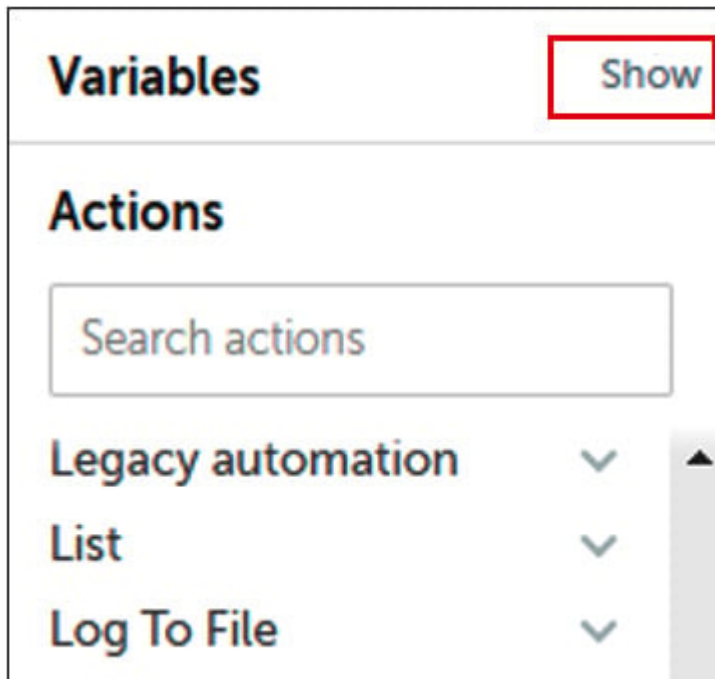 Variables Show
Actions
Search actions
Legacy automation
List
Log To File